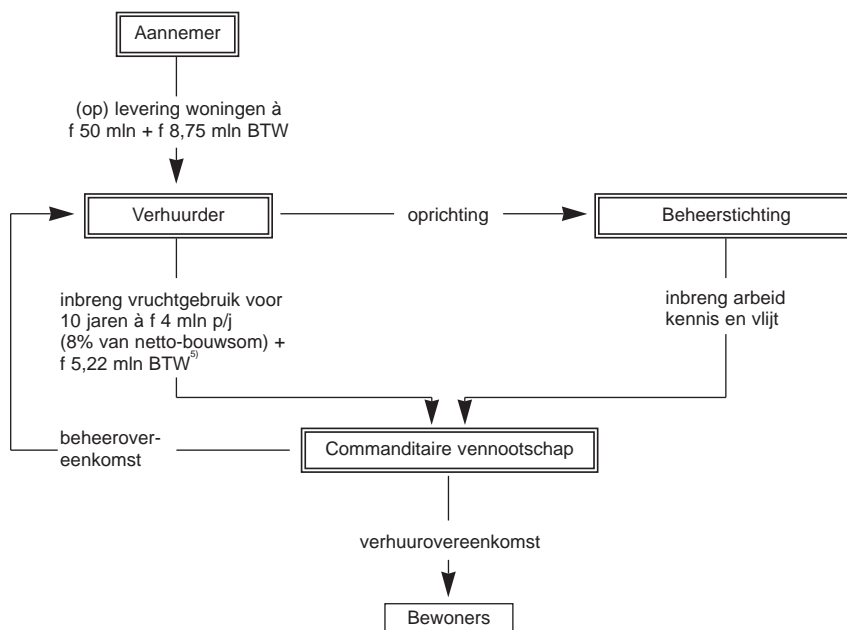 Aannemer
(op) levering woningen à
f 50 mln + f 8,75 mln BTW
Verhuurder
oprichting
Beheerstichting
inbreng vruchtgebruik voor
10 jaren à f 4 mln p/j
(8% van netto-bouwsom) +
f 5,22 mln BTW5)
inbreng arbeid
kennis en vlijt
beheerover-
eenkomst
Commanditaire vennootschap
verhuurovereenkomst
Bewoners